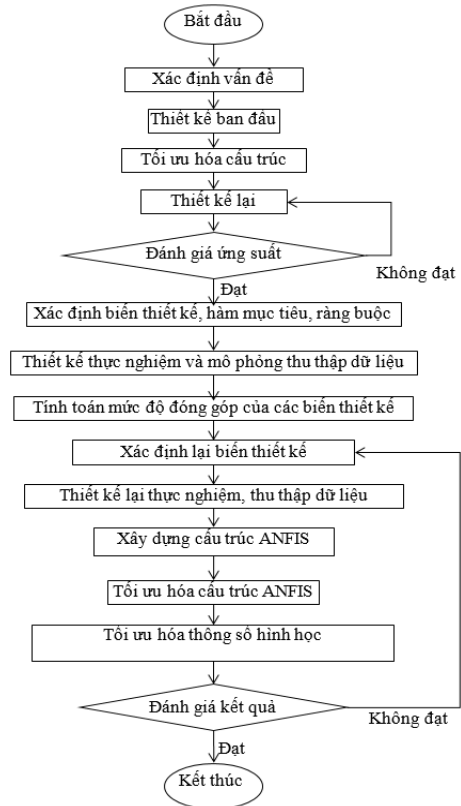 Bắt đầu
Xác định vấn đề
Thiết kế ban đầu
Tối ưu hóa cấu trúc
Thiết kế lại
Đánh giá ứng suất
Không đạt
Đạt
Xác định biến thiết kế, hàm mục tiêu, ràng buộc
Thiết kế thực nghiệm và mô phỏng thu thập dữ liệu
Tính toán mức độ đóng góp của các biến thiết kế
Xác định lại biến thiết kế
Thiết kế lại thực nghiệm, thu thập dữ liệu
Xây dựng cấu trúc ANFIS
Tối ưu hóa cấu trúc ANFIS
Tối ưu hóa thông số hình học
Đánh giá kết quả
Không đạt
Đạt
Kết thúc